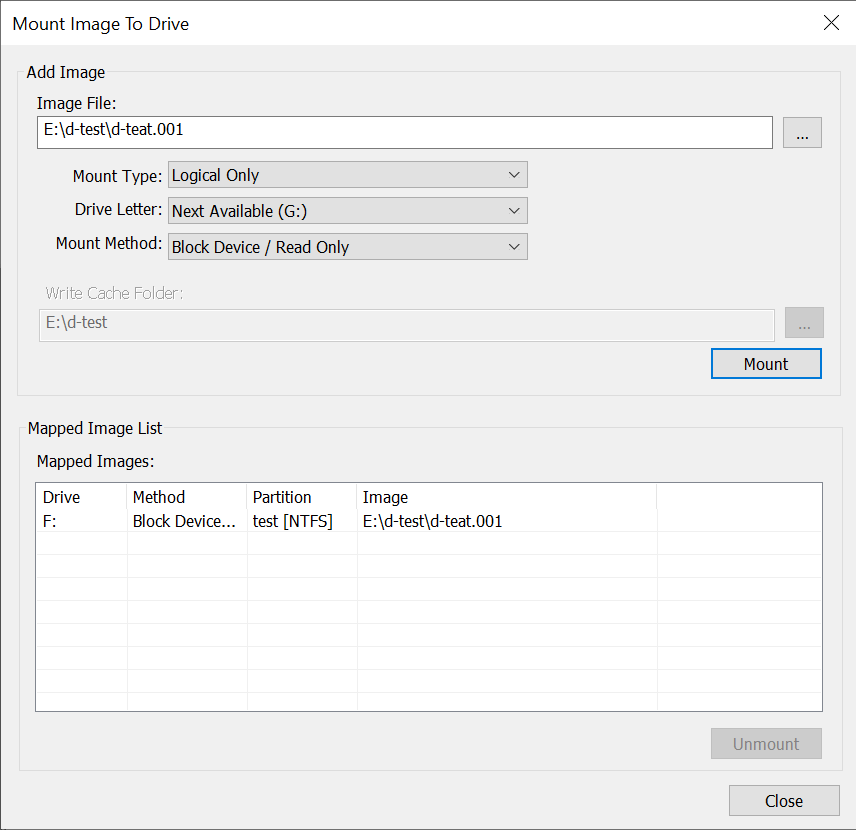 Mount Image To Drive
Add Image
Image File:
E:\d-test\d-teat.001
...
Mount Type: Logical Only
Drive Letter: Next Available (G:)
Mount Method: Block Device / Read Only
Write Cache Folder:
E:\d-test
...
Mount
Mapped Image List
Mapped Images:
Drive Method Partition Image
F: Block Device... test [NTFS] E:\d-test\d-teat.001
Unmount
Close